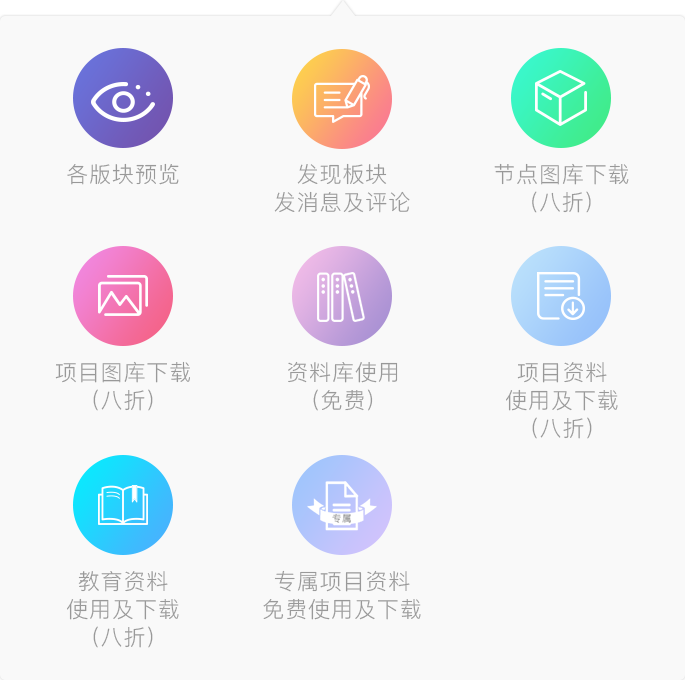 各版块预览
发现板块
发消息及评论
节点图库下载
（八折）
项目图库下载
（八折）
资料库使用
（免费）
项目资料
使用及下载
（八折）
专属
教育资料
使用及下载
（八折）
专属项目资料
免费使用及下载